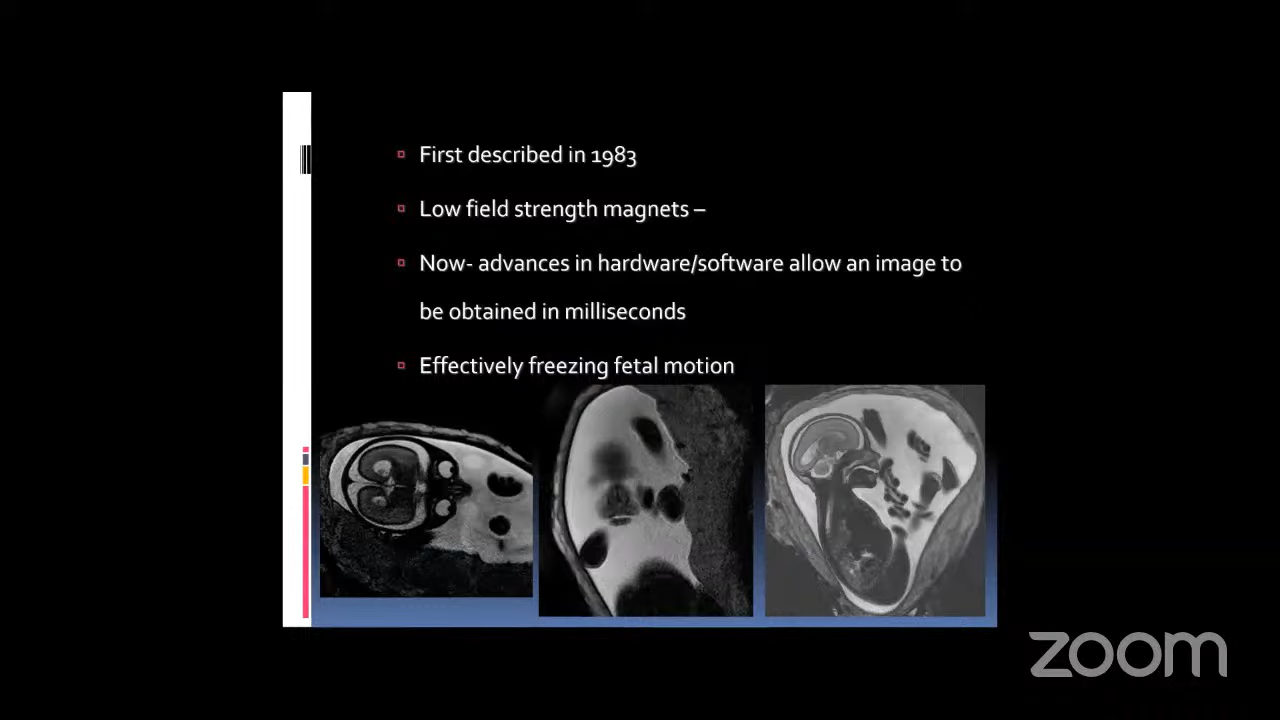 First described in 1983
Low field strength magnets –
Now- advances in hardware/software allow an image to
be obtained in milliseconds
Effectively freezing fetal motion
zoom